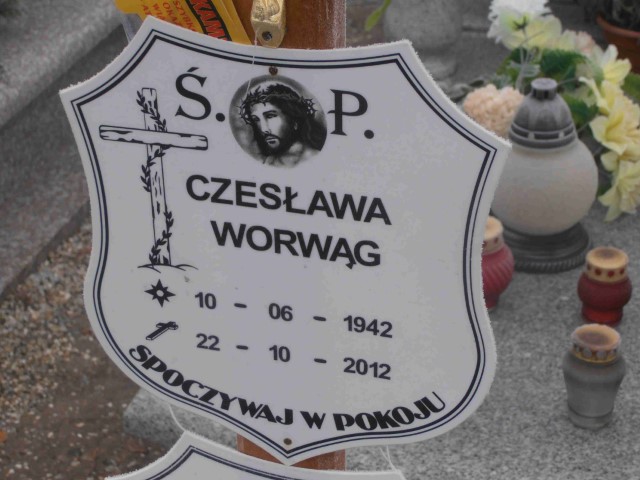 Ś. P.
CZESŁAWA
WORWĄG
10 - 06 - 1942
22 - 10 - 2012
SPOCZYWAJ W POKOJU